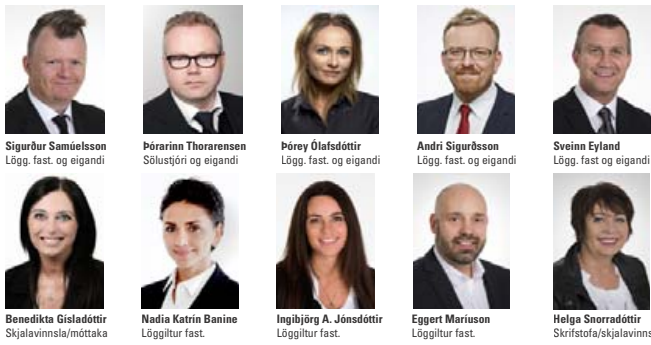 Sigurður Samúelsson
Lögg. fast. og eigandi
Þórarinn Thorarensen
Sölustjóri og eigandi
Þórey Ólafsdóttir
Lögg. fast. og eigandi
Andri Sigurðsson
Lögg. fast. og eigandi
Sveinn Eyland
Lögg. fast og eigandi
Benedikta Gísladóttir
Skjalavinnsla/móttaka
Nadia Katrín Banine
Löggiltur fast.
Ingibjörg A. Jónsdóttir
Löggiltur fast.
Eggert Maríuson
Löggiltur fast.
Helga Snorradóttir
Skrifstofa/skjalavinns